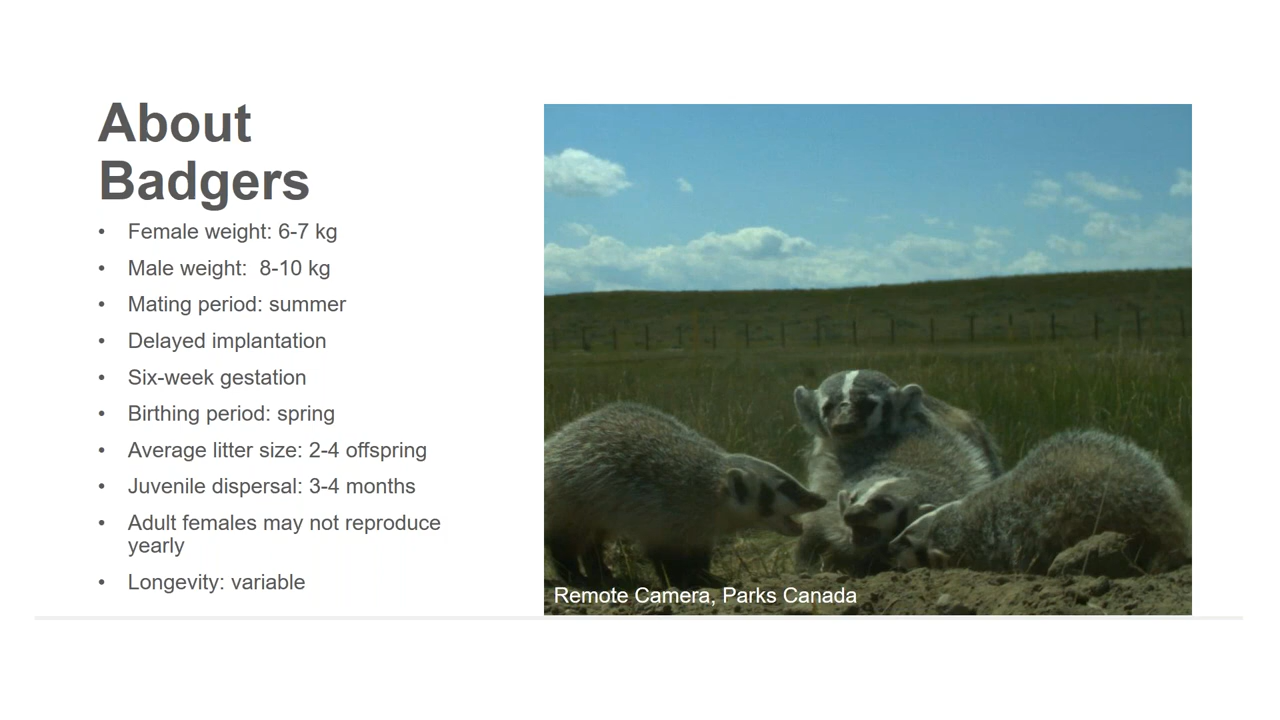 About
Badgers
• Female weight: 6-7 kg
• Male weight:  8-10 kg
• Mating period: summer
• Delayed implantation
• Six-week gestation
• Birthing period: spring
• Average litter size: 2-4 offspring
• Juvenile dispersal: 3-4 months
• Adult females may not reproduce
yearly
• Longevity: variable
Remote Camera, Parks Canada